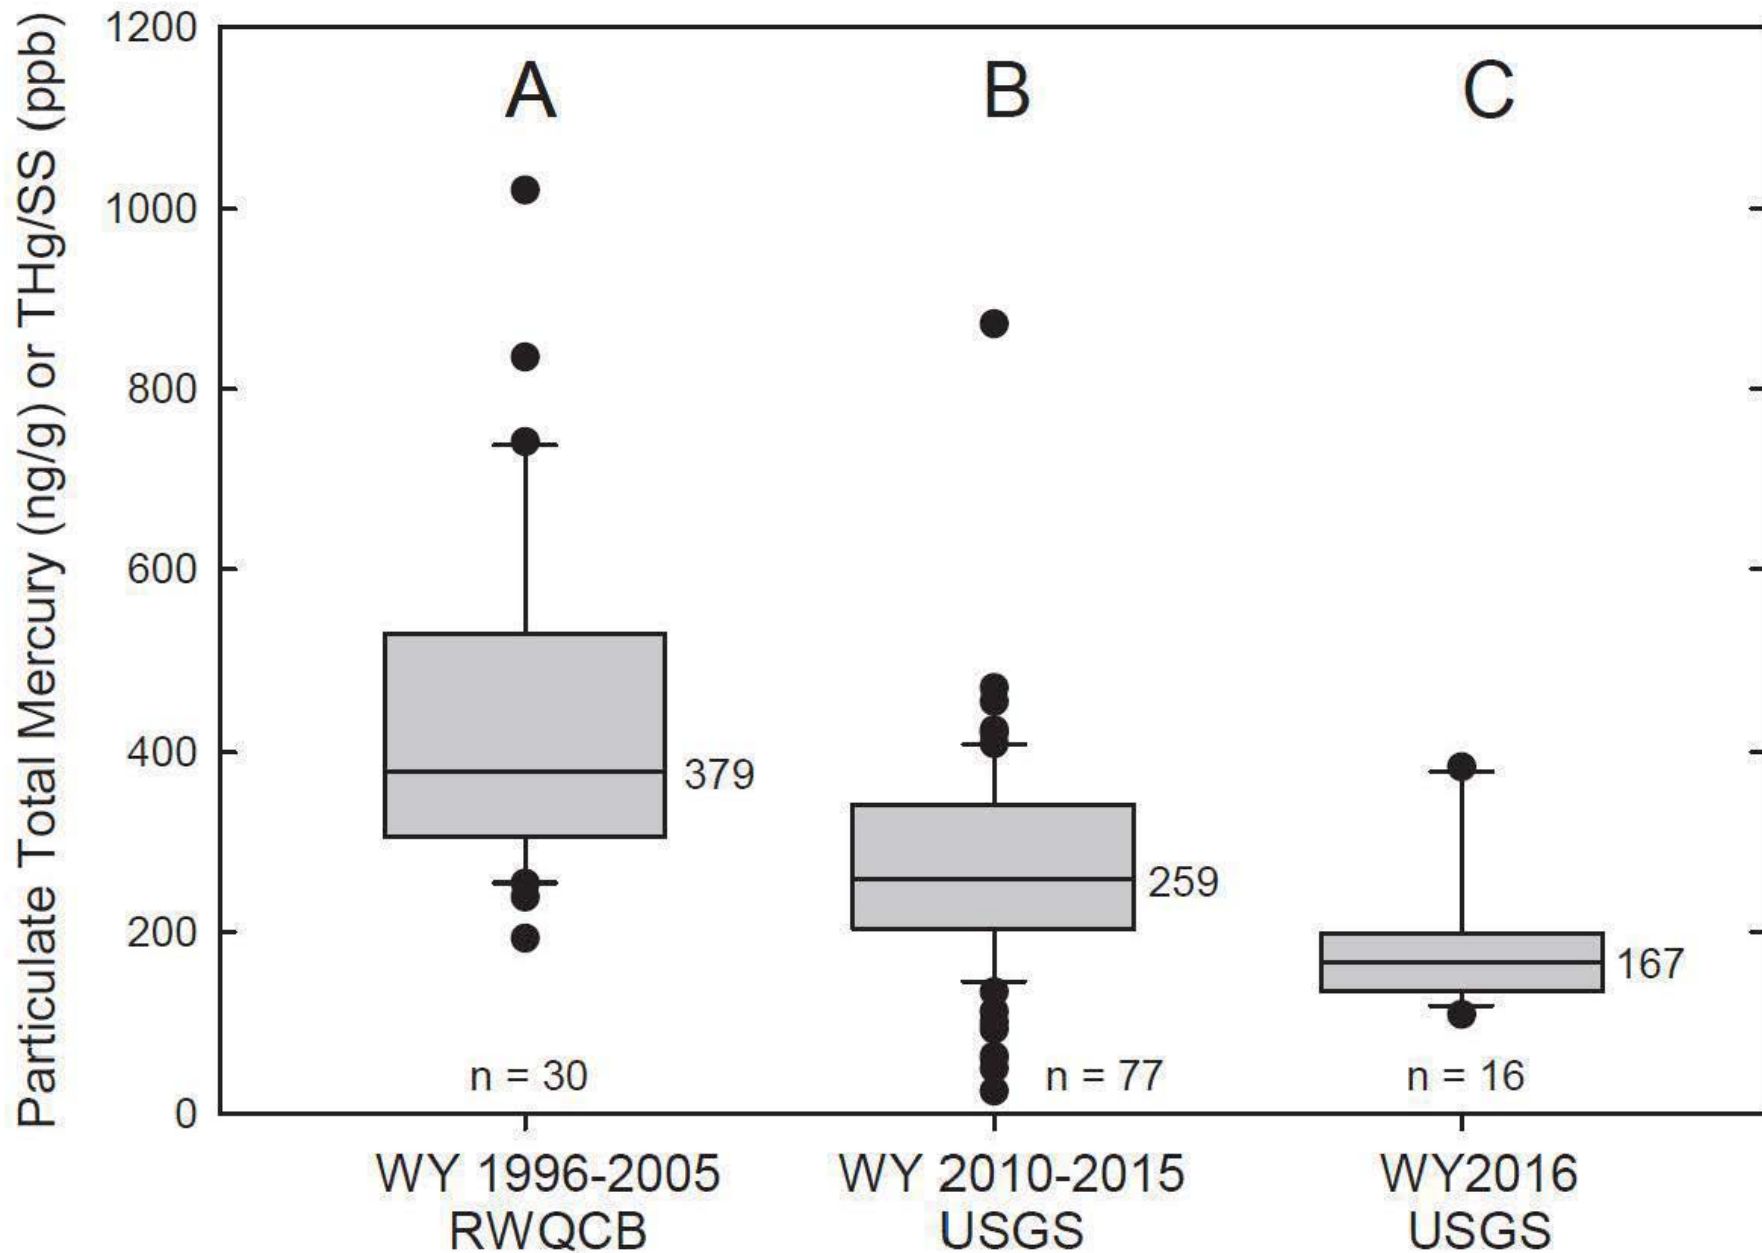 Particulate Total Mercury (ng/g) or THg/SS (ppb)
1200
1000
800
600
400
200
0
A
B
C
379
259
167
n = 30
n = 77
n = 16
WY 1996-2005
RWQCB
WY 2010-2015
USGS
WY2016
USGS